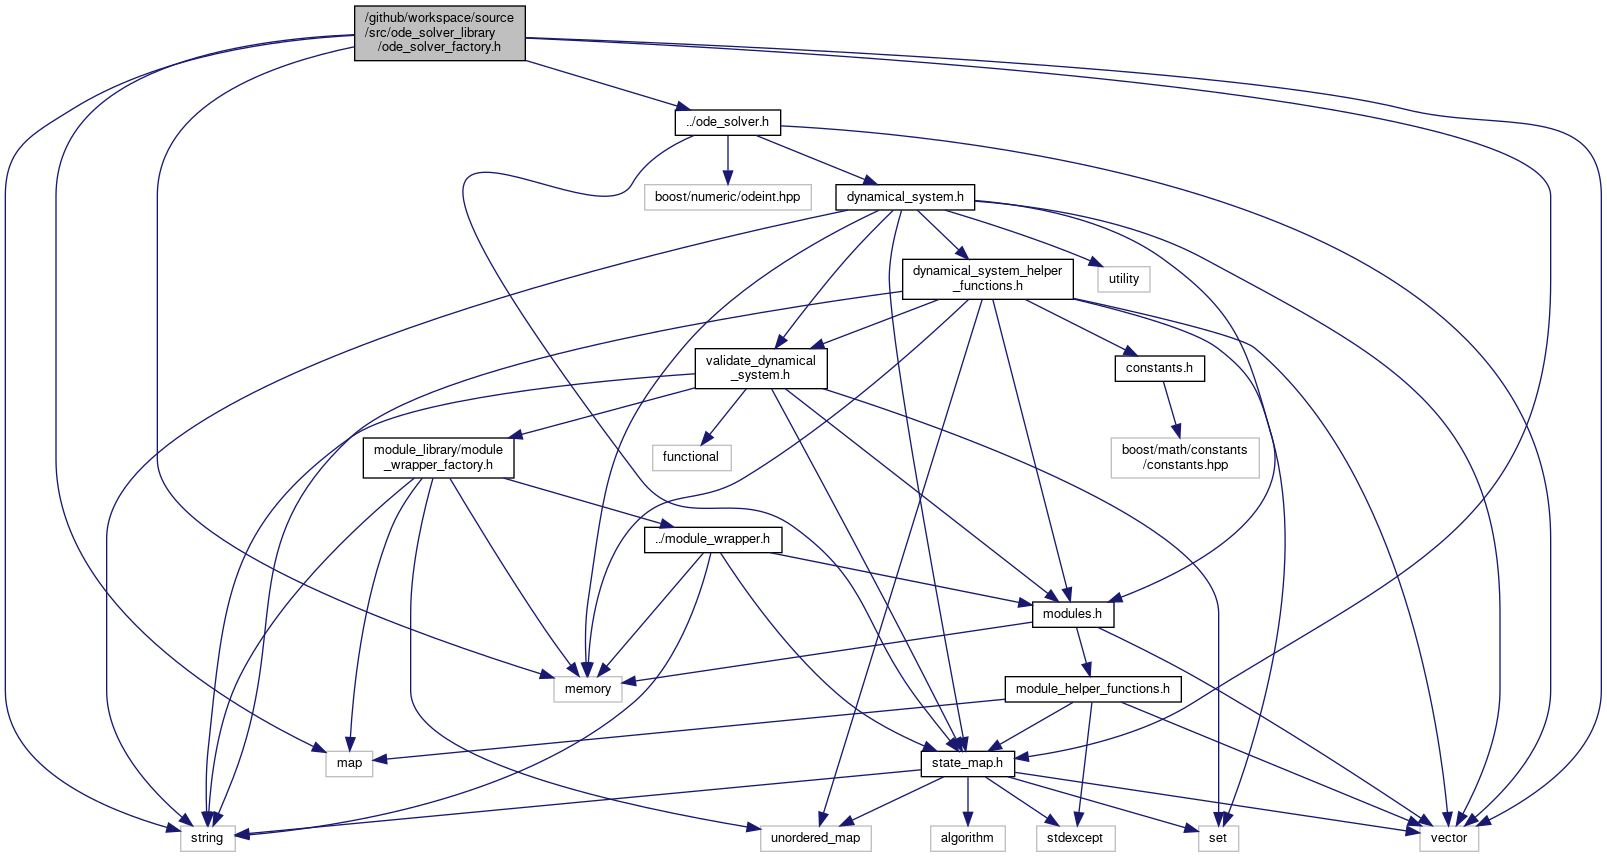 /github/workspace/source
/src/ode_solver_library
/ode_solver_factory.h
../ode_solver.h
boost/numeric/odeint.hpp
dynamical_system.h
dynamical_system_helper
_functions.h
utility
validate_dynamical
_system.h
constants.h
module_library/module
_wrapper_factory.h
functional
boost/math/constants
/constants.hpp
../module_wrapper.h
modules.h
memory
module_helper_functions.h
map
state_map.h
string
unordered_map
algorithm
stdexcept
set
vector